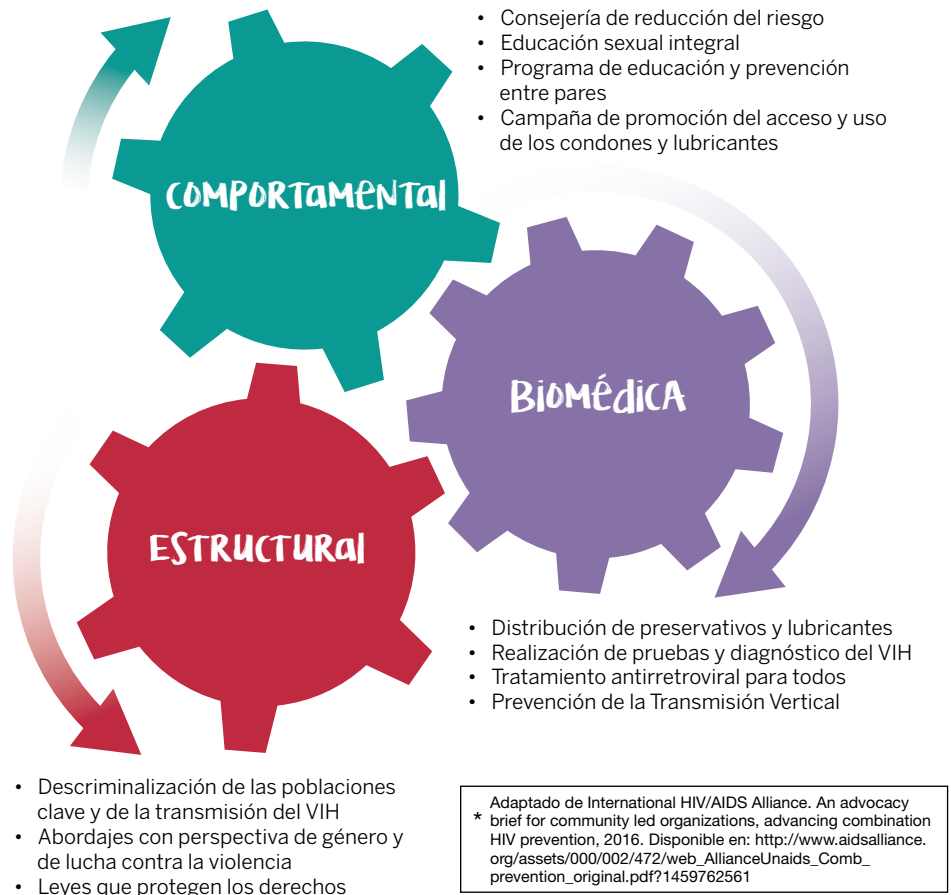 • Consejería de reducción del riesgo
• Educación sexual integral
• Programa de educación y prevención
entre pares
• Campaña de promoción del acceso y uso
de los condones y lubricantes
COMPORTAMENTAL
BIOMÉDICA
ESTRUCTURAL
• Distribución de preservativos y lubricantes
• Realización de pruebas y diagnóstico del VIH
• Tratamiento antirretroviral para todos
• Prevención de la Transmisión Vertical
• Descriminalización de las poblaciones
clave y de la transmisión del VIH
• Abordajes con perspectiva de género y
de lucha contra la violencia
• Leyes que protegen los derechos
* Adaptado de International HIV/AIDS Alliance. An advocacy
brief for community led organizations, advancing combination
HIV prevention, 2016. Disponible en: http://www.aidsalliance.
org/assets/000/002/472/web_AllianceUnaids_Comb_
prevention_original.pdf?1459762561